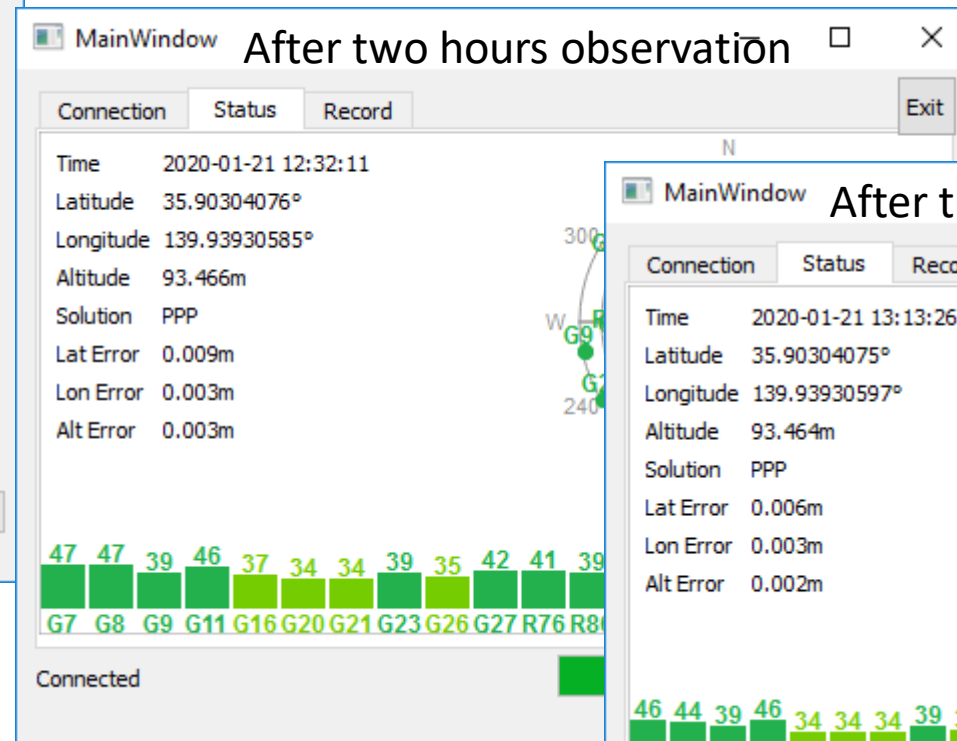 MainWindow
After two hours observation
Connection Status Record
Exit
Time 2020-01-21 12:32:11
Latitude 35.90304076°
Longitude 139.93930585°
Altitude 93.466m
Solution PPP
Lat Error 0.009m
Lon Error 0.003m
Alt Error 0.003m
N
300
W
G9
240
47 47 39 46 37 34 34 39 35 42 41 39
G7 G8 G9 G11 G16 G20 G21 G23 G26 G27 R76
Connected
MainWindow
After
Connection Status
Time 2020-01-21 13:13:26
Latitude 35.90304075°
Longitude 139.93930597°
Altitude 93.464m
Solution PPP
Lat Error 0.006m
Lon Error 0.003m
Alt Error 0.002m
46 44 39 46 34 34 34 39